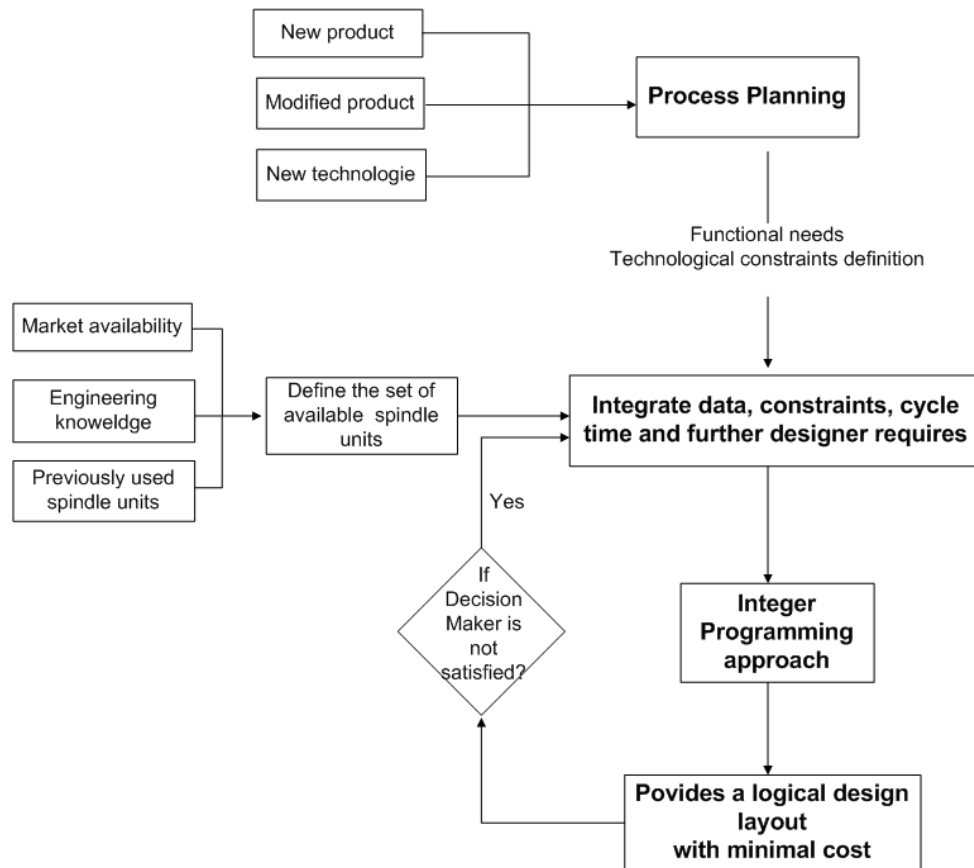 New product
Modified product
New technologie
Process Planning
Functional needs
Technological constraints definition
Market availability
Engineering
knoweldge
Previously used
spindle units
Define the set of
available spindle
units
Integrate data, constraints, cycle
time and further designer requires
Yes
If
Decision
Maker is
not
satisfied?
Integer
Programming
approach
Povides a logical design
layout
with minimal cost